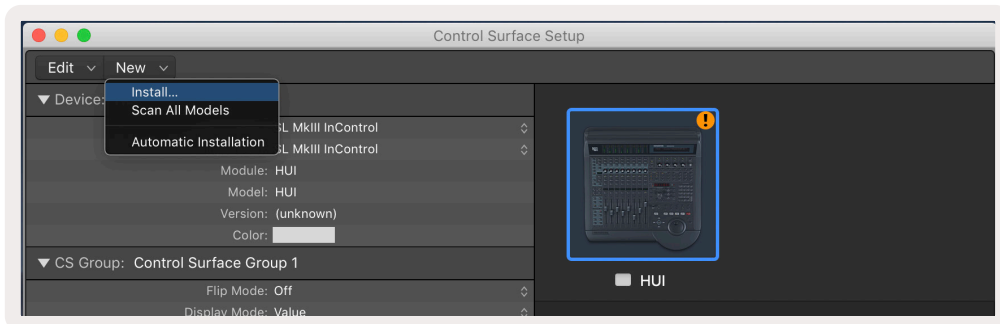 Control Surface Setup
Edit New
Install...
Scan All Models
Automatic Installation
Device:
SL MkIII InControl
SL MkIII InControl
Module: HUI
Model: HUI
Version: (unknown)
Color:
CS Group: Control Surface Group 1
Flip Mode: Off
Display Mode: Value
HUI